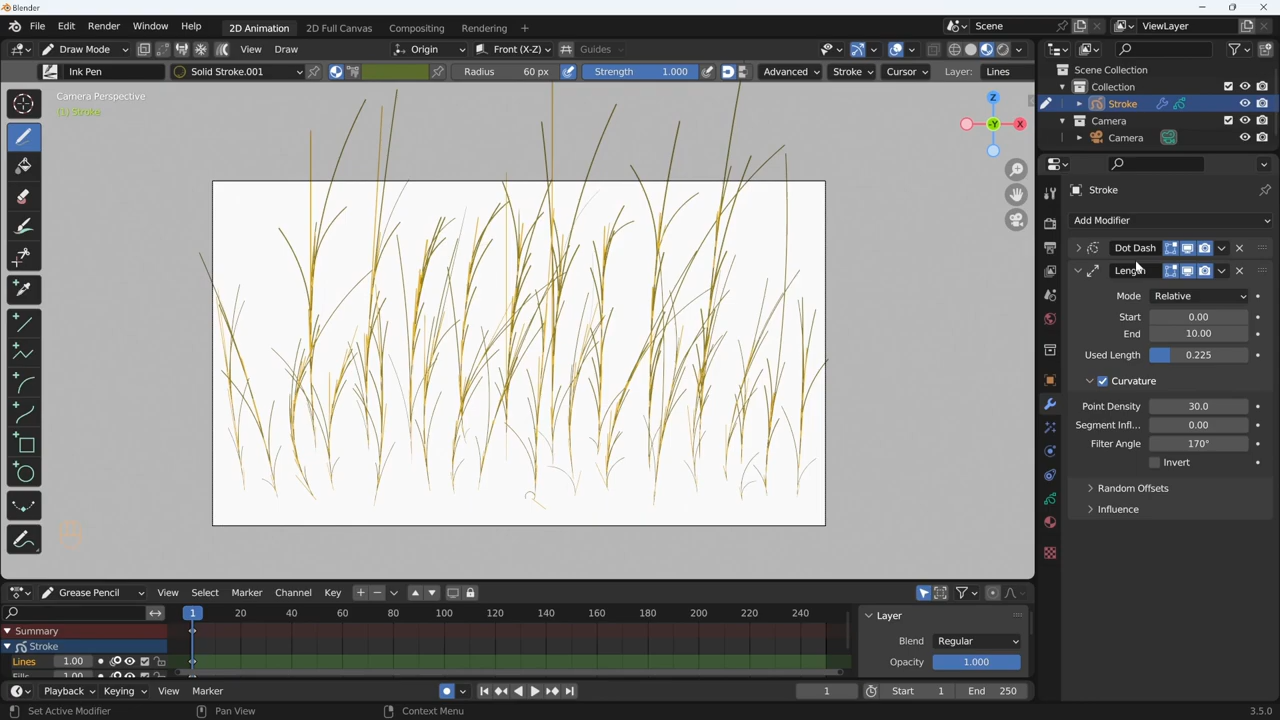 Blender
File Edit Render Window Help 2D Animation 2D Full Canvas Compositing Rendering + Scene ViewLayer
Draw Mode View Draw Origin Front (X-Z) Guides
Ink Pen Solid Stroke.001 Radius 60 px Strength 1.000 Advanced Stroke Cursor Layer: Lines
Camera Perspective
(1) Stroke
Z
-Y X
Scene Collection
Collection
Stroke
Camera
Camera
Stroke
Add Modifier
Dot Dash
Length
Mode Relative
Start 0.00
End 10.00
Used Length 0.225
Curvature
Point Density 30.0
Segment Infl... 0.00
Filter Angle 170°
Invert
Random Offsets
Influence
Grease Pencil View Select Marker Channel Key
1 20 40 60 80 100 120 140 160 180 200 220 240
Summary
Stroke
Lines 1.00
Fills 1.00
Layer
Blend Regular
Opacity 1.000
Playback Keying View Marker 1 Start 1 End 250
Set Active Modifier Pan View Context Menu 3.5.0